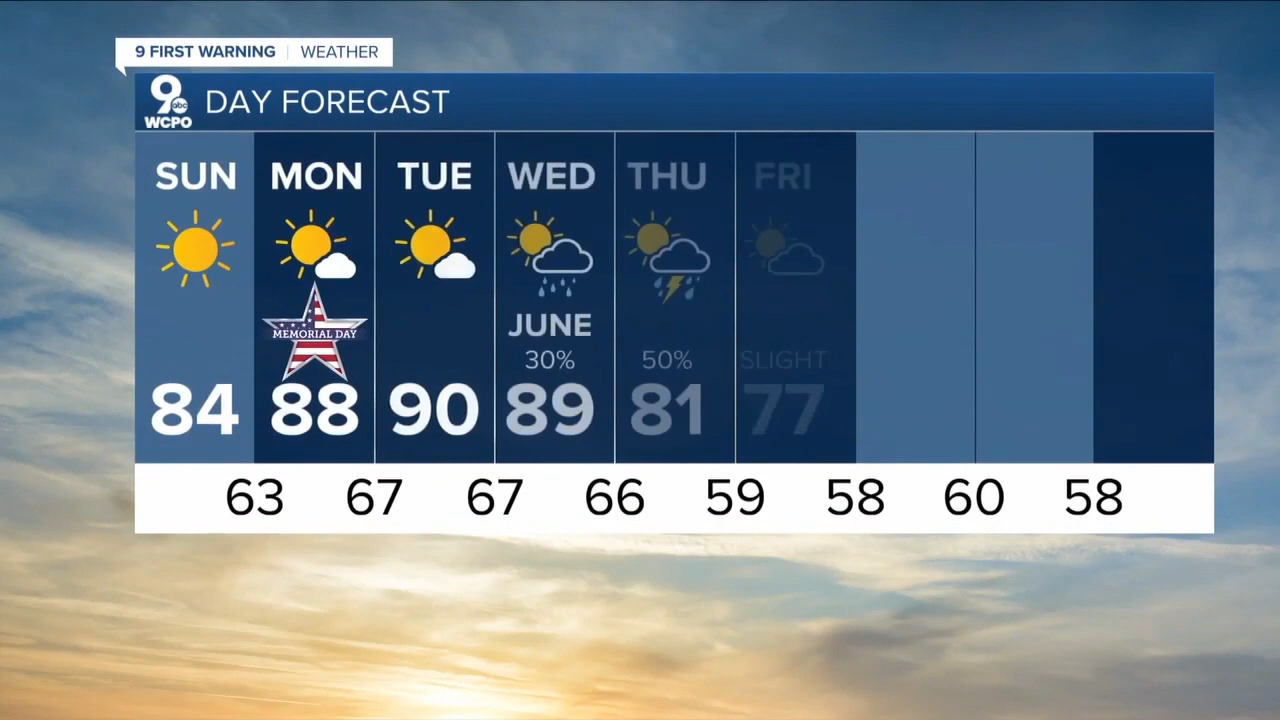 9 FIRST WARNING | WEATHER
9 abc WCPO DAY FORECAST
SUN MON TUE WED THU FRI
MEMORIAL DAY
JUNE
30% 50% SLIGHT
84 88 90 89 81 77
63 67 67 66 59 58 60 58